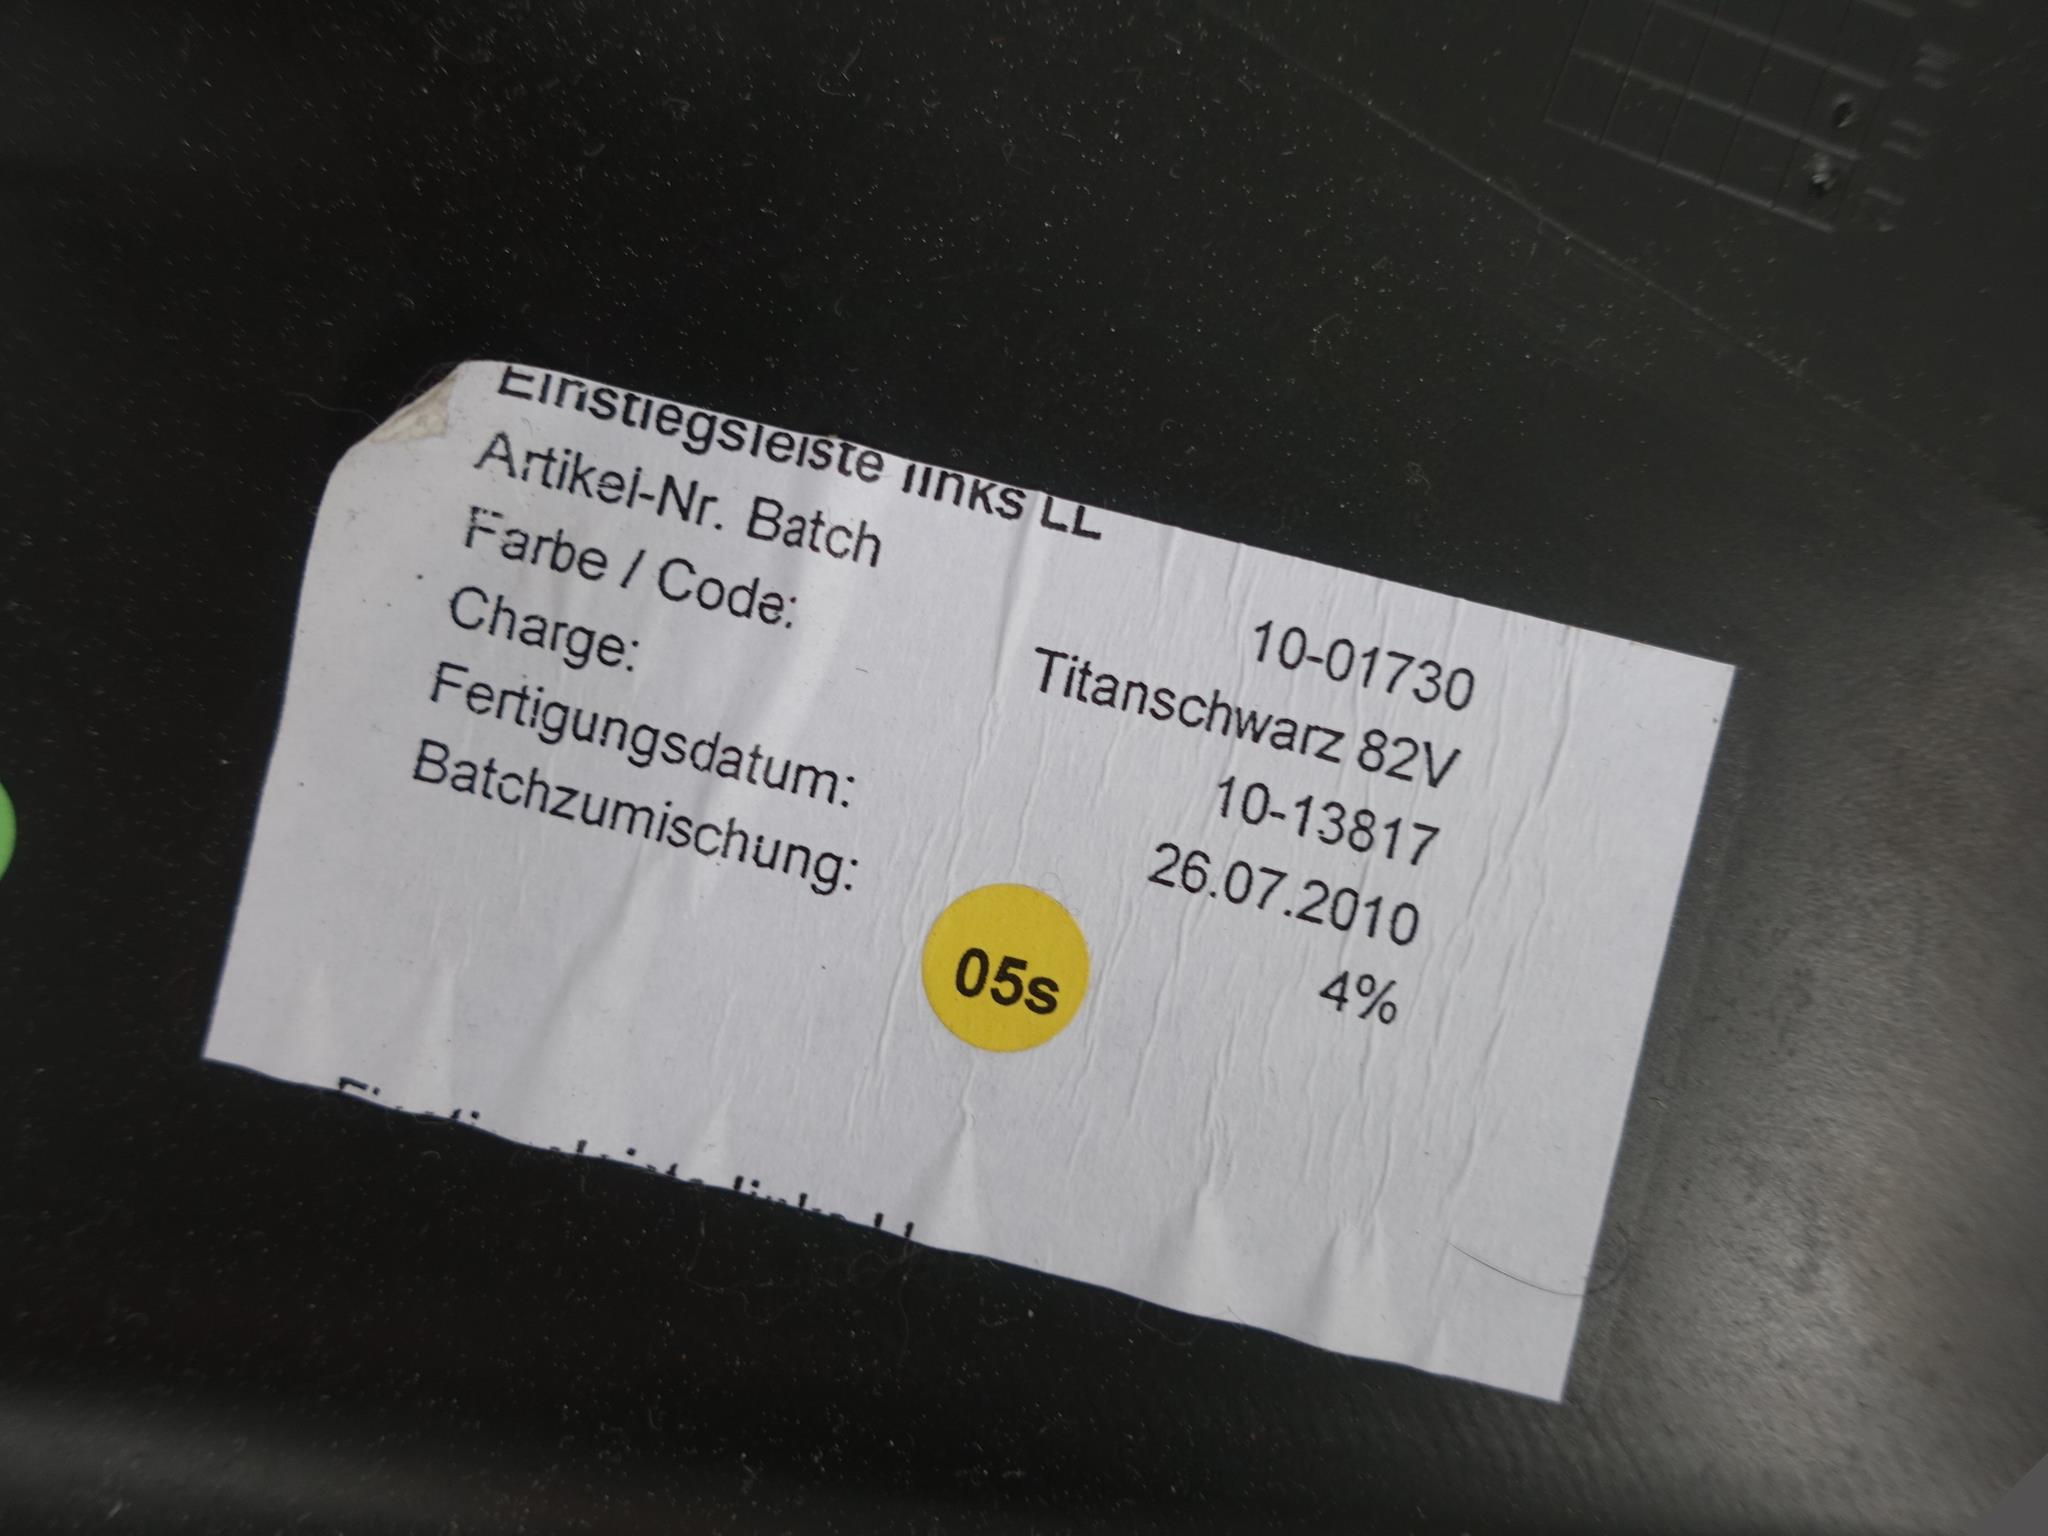 Einstiegsleiste links LL
Artikel-Nr. Batch 10-01730
Farbe / Code: Titanschwarz 82V
Charge: 10-13817
Fertigungsdatum: 26.07.2010
Batchzumischung: 4%
05s